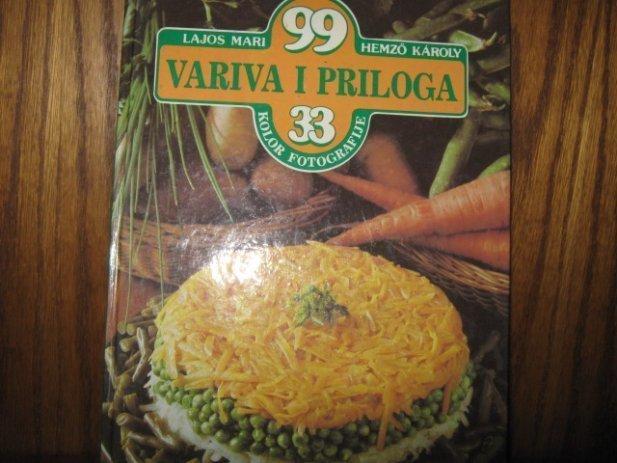 LAJOS MARI 99 HEMZŐ KÁROLY
VARIVA I PRILOGA
33
KOLOR FOTOGRAFIJE